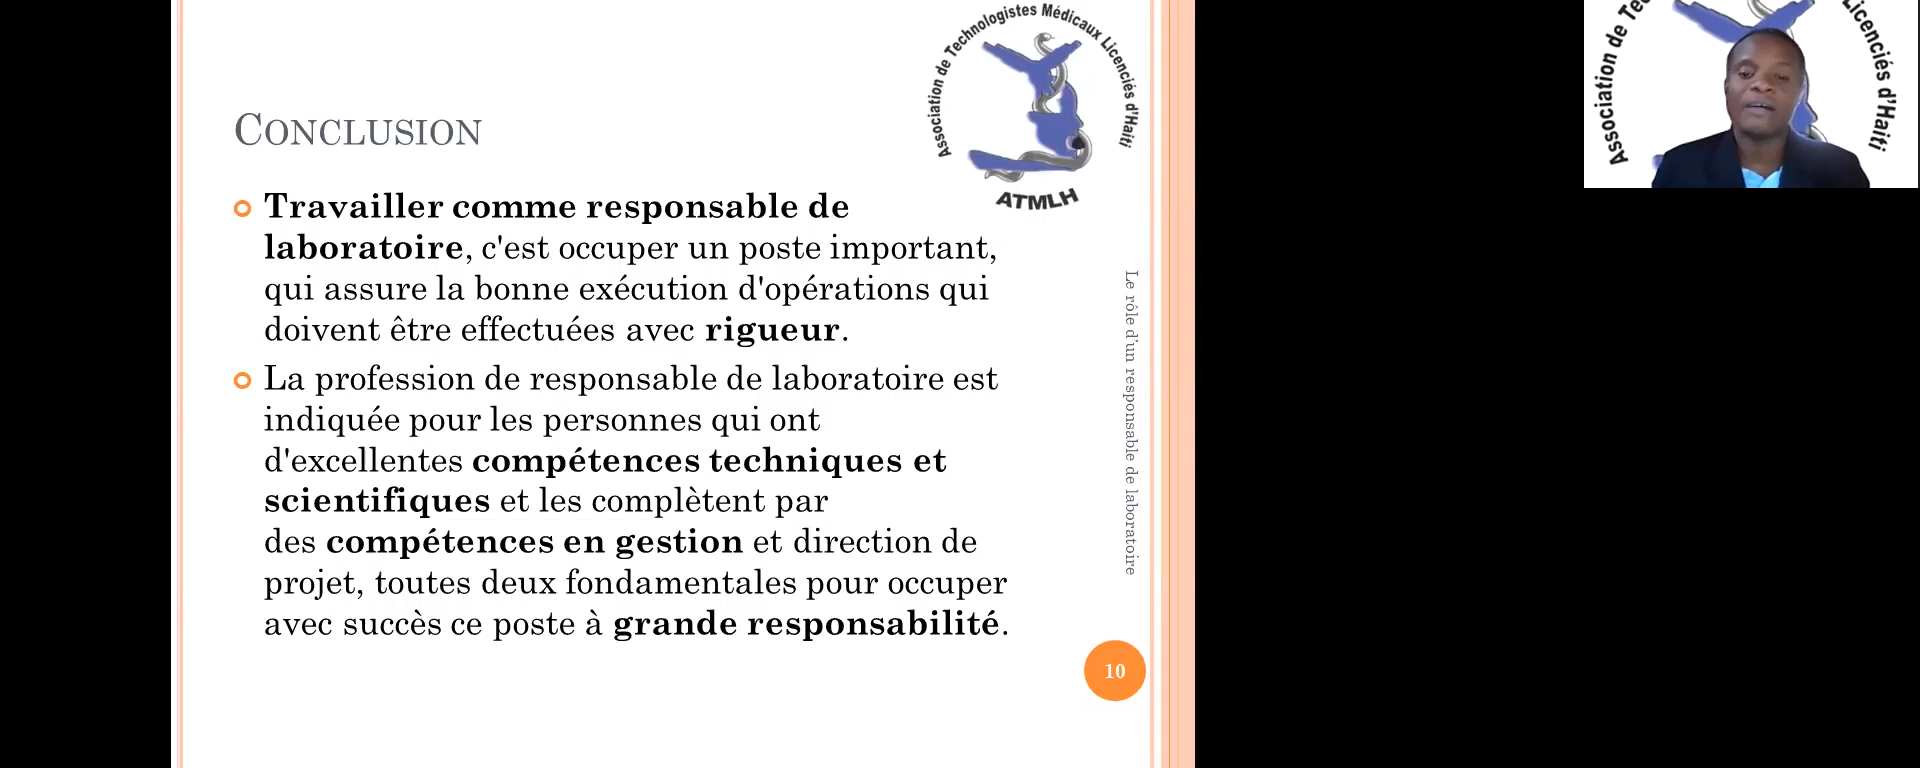 Association de Technologistes Médicaux Licenciés d'Haïti
ATMLH
CONCLUSION
Travailler comme responsable de
laboratoire, c'est occuper un poste important,
qui assure la bonne exécution d'opérations qui
doivent être effectuées avec rigueur.
La profession de responsable de laboratoire est
indiquée pour les personnes qui ont
d'excellentes compétences techniques et
scientifiques et les complètent par
des compétences en gestion et direction de
projet, toutes deux fondamentales pour occuper
avec succès ce poste à grande responsabilité.
Le rôle d'un responsable de laboratoire
10
Association de Licenciés d'Haïti